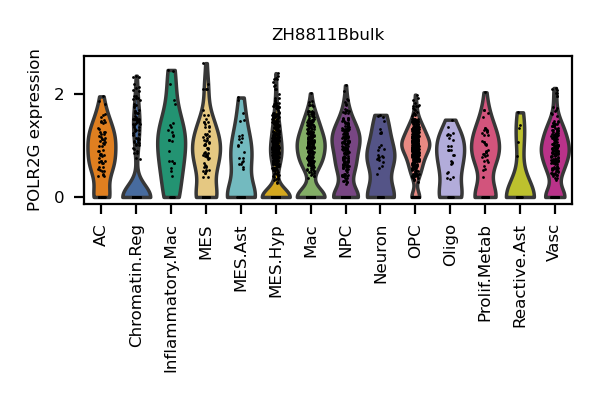 ZH8811Bbulk
POLR2G expression
2
0
AC
Chromatin.Reg
Inflammatory.Mac
MES
MES.Ast
MES.Hyp
Mac
NPC
Neuron
OPC
Oligo
Prolif.Metab
Reactive.Ast
Vasc